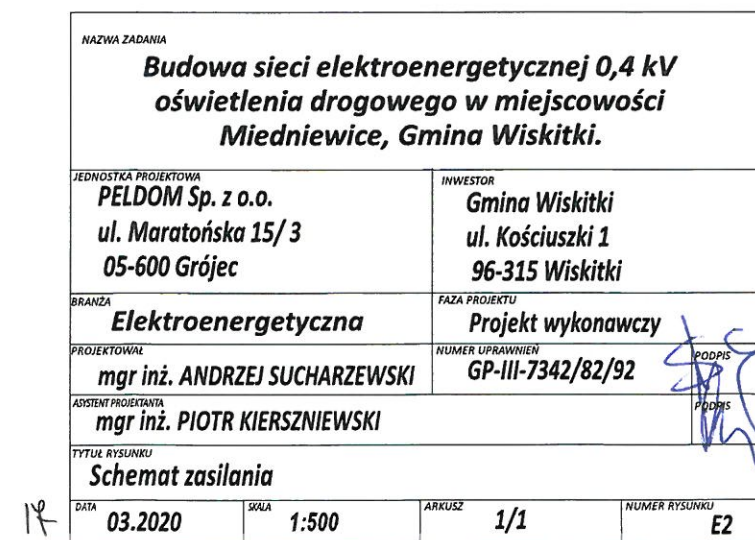 NAZWA ZADANIA
Budowa sieci elektroenergetycznej 0,4 kV
oświetlenia drogowego w miejscowości
Miedniewice, Gmina Wiskitki.
JEDNOSTKA PROJEKTOWA
PELDOM Sp. z o.o.
ul. Maratońska 15/ 3
05-600 Grójec
INWESTOR
Gmina Wiskitki
ul. Kościuszki 1
96-315 Wiskitki
BRANŻA
Elektroenergetyczna
FAZA PROJEKTU
Projekt wykonawczy
PROJEKTOWAŁ
mgr inż. ANDRZEJ SUCHARZEWSKI
NUMER UPRAWNIEŃ
GP-III-7342/82/92
PODPIS
ASYSTENT PROJEKTANTA
mgr inż. PIOTR KIERSZNIEWSKI
PODPIS
TYTUŁ RYSUNKU
Schemat zasilania
DATA
03.2020
SKALA
1:500
ARKUSZ
1/1
NUMER RYSUNKU
E2